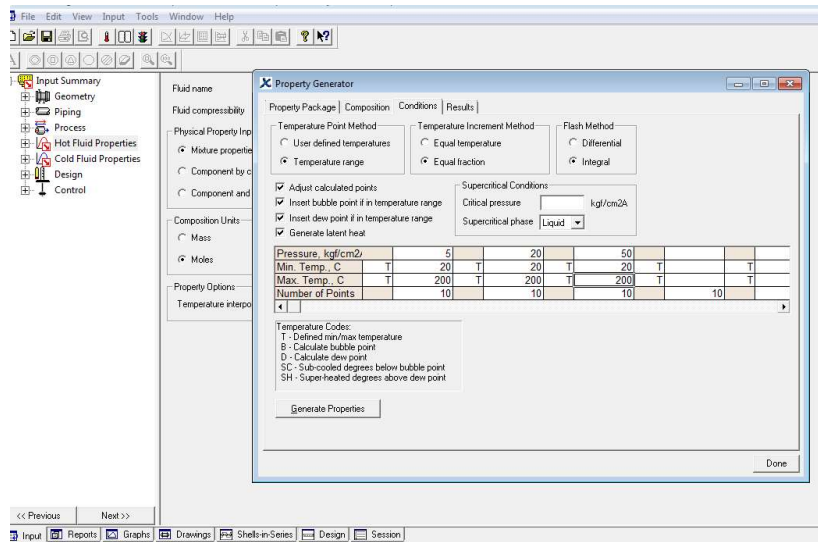 File Edit View Input Tools Window Help
Input Summary
Geometry
Piping
Process
Hot Fluid Properties
Cold Fluid Properties
Design
Control
<< Previous Next >>
Fluid name
Fluid compressibility
Physical Property Inp
Mixture propertie
Component by c
Component and
Composition Units
Mass
Moles
Property Options
Temperature interpo
Property Generator
Property Package Composition Conditions Results
Temperature Point Method Temperature Increment Method Flash Method
User defined temperatures Equal temperature Differential
Temperature range Equal fraction Integral
Adjust calculated points
Insert bubble point if in temperature range
Insert dew point if in temperature range
Generate latent heat
Supercritical Conditions
Critical pressure kgf/cm2A
Supercritical phase Liquid
Pressure, kgf/cm2/ 5 20 50
Min. Temp., C T 20 T 20 T 20 T T
Max. Temp., C T 200 T 200 T 200 T T
Number of Points 10 10 10 10
Temperature Codes:
T - Defined min/max temperature
B - Calculate bubble point
D - Calculate dew point
SC - Sub-cooled degrees below bubble point
SH - Super-heated degrees above dew point
Generate Properties
Done
Input Reports Graphs Drawings Shells-in-Series Design Session